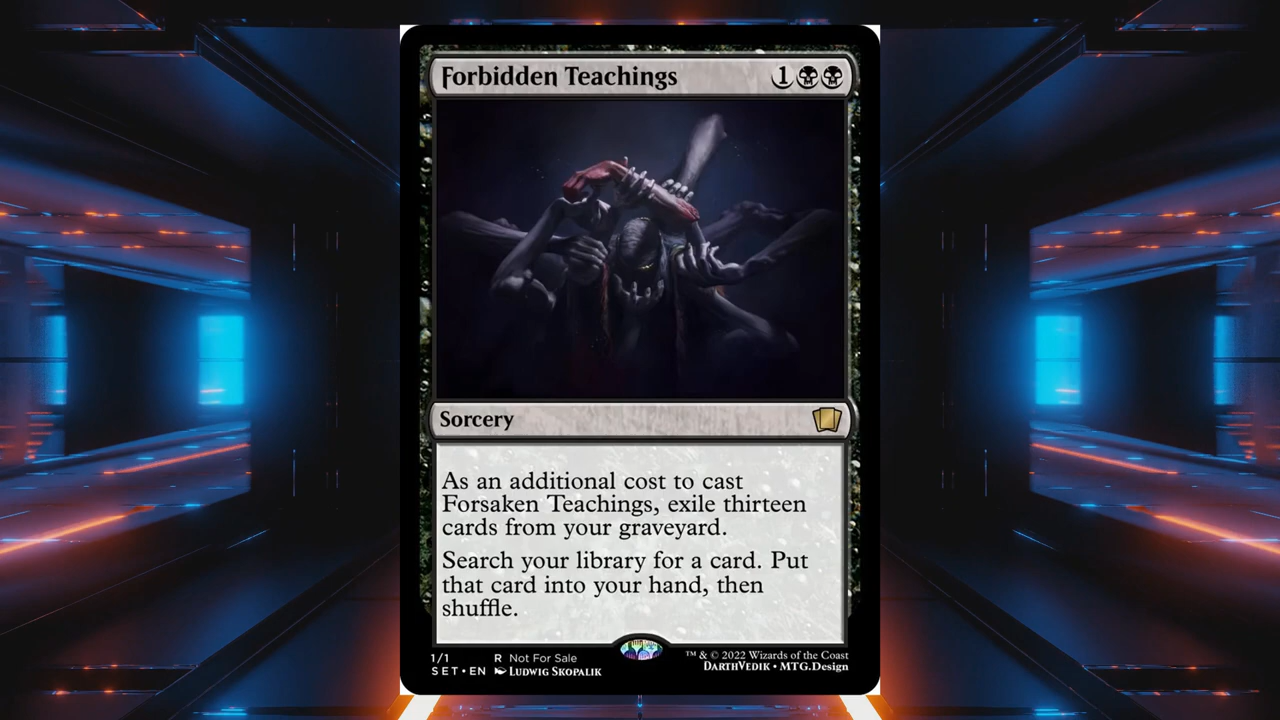 Forbidden Teachings 1
Sorcery
As an additional cost to cast
Forsaken Teachings, exile thirteen
cards from your graveyard.
Search your library for a card. Put
that card into your hand, then
shuffle.
1/1 R Not For Sale ™ & © 2022 Wizards of the Coast
SET • EN Ludwig Skopalik DarthVedik • MTG.Design